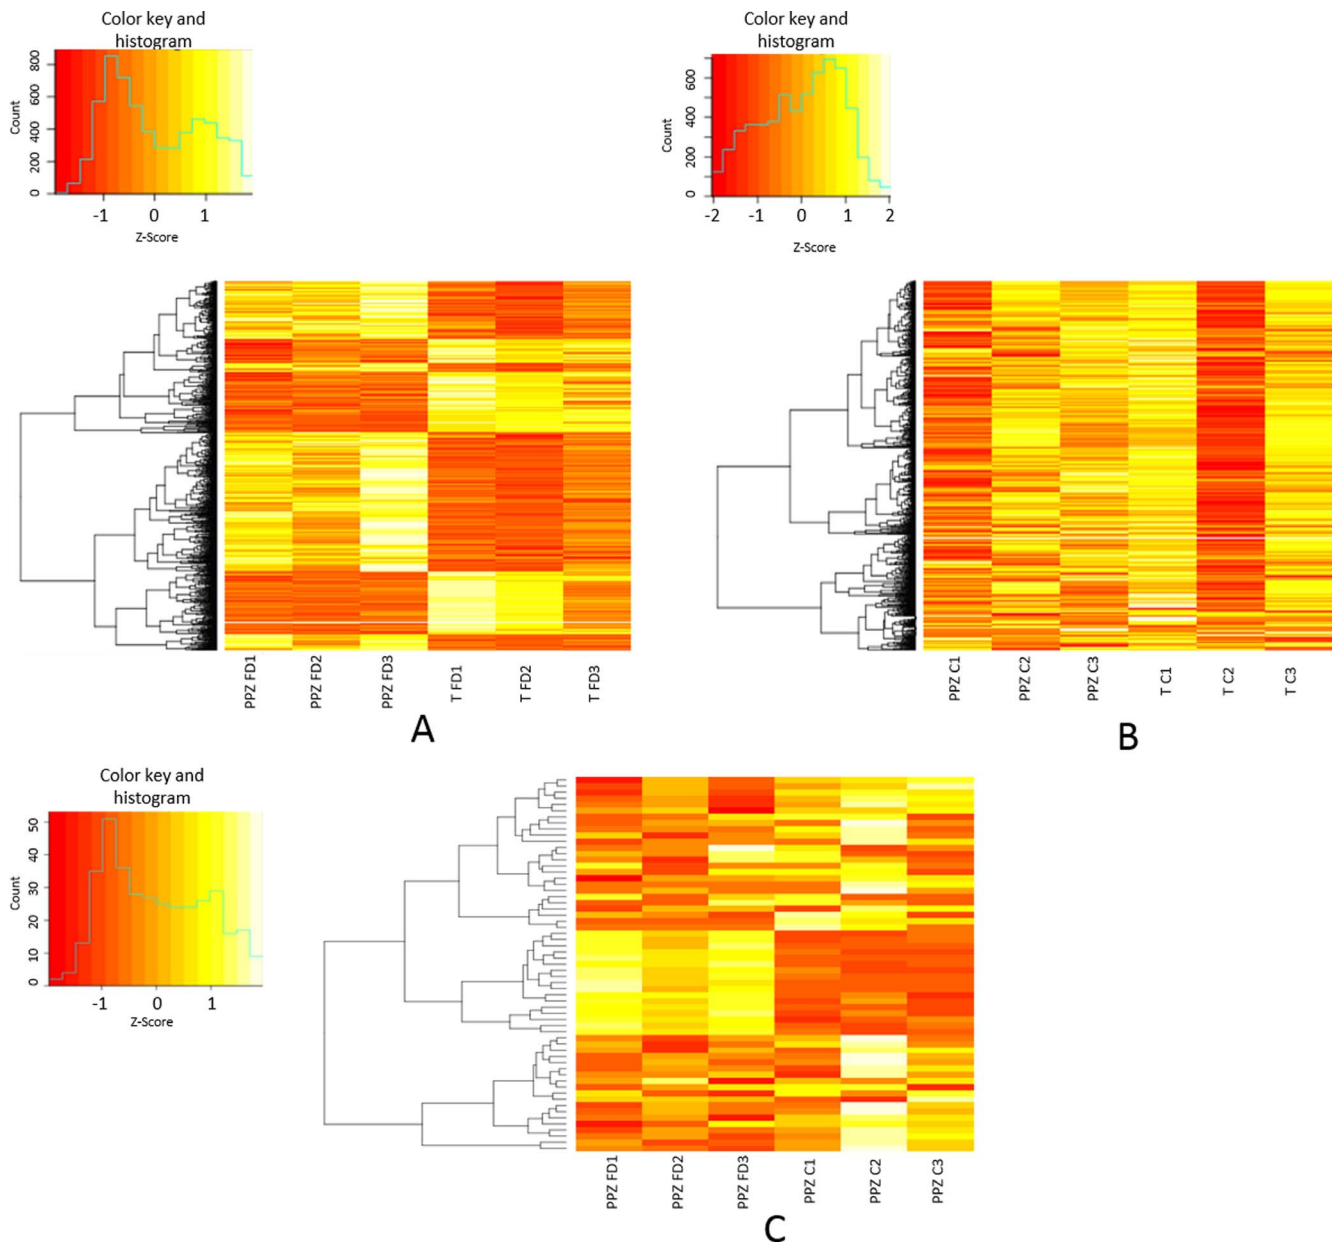 Color key and
histogram
800
600
400
200
0
Count
-1 0 1
Z-Score
Color key and
histogram
600
400
200
0
Count
-2 -1 0 1 2
Z-Score
PPZ FD1
PPZ FD2
PPZ FD3
T FD1
T FD2
T FD3
A
PPZ C1
PPZ C2
PPZ C3
T C1
T C2
T C3
B
Color key and
histogram
50
40
30
20
10
0
Count
-1 0 1
Z-Score
PPZ FD1
PPZ FD2
PPZ FD3
PPZ C1
PPZ C2
PPZ C3
C